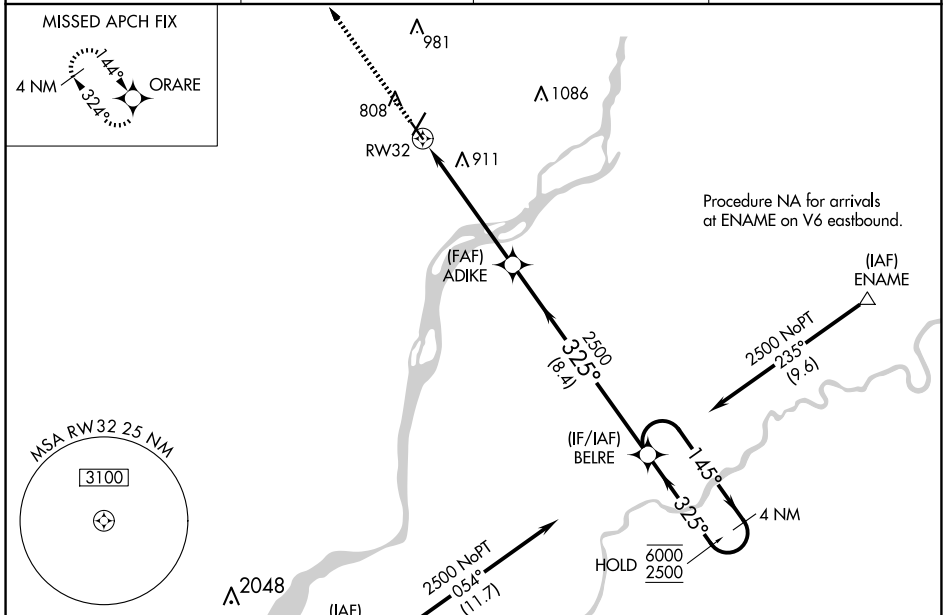 MISSED APCH FIX
4 NM
144°
324°
ORARE
981
808
1086
RW32
911
Procedure NA for arrivals
at ENAME on V6 eastbound.
(FAF)
ADIKE
(IAF)
ENAME
2500 NoPT
235°
(9.6)
2500
325°
(8.4)
(IF/IAF)
BELRE
145°
325°
4 NM
HOLD
6000
2500
MSA RW32 25 NM
3100
2048
2500 NoPT
054°
(11.7)
(IAF)